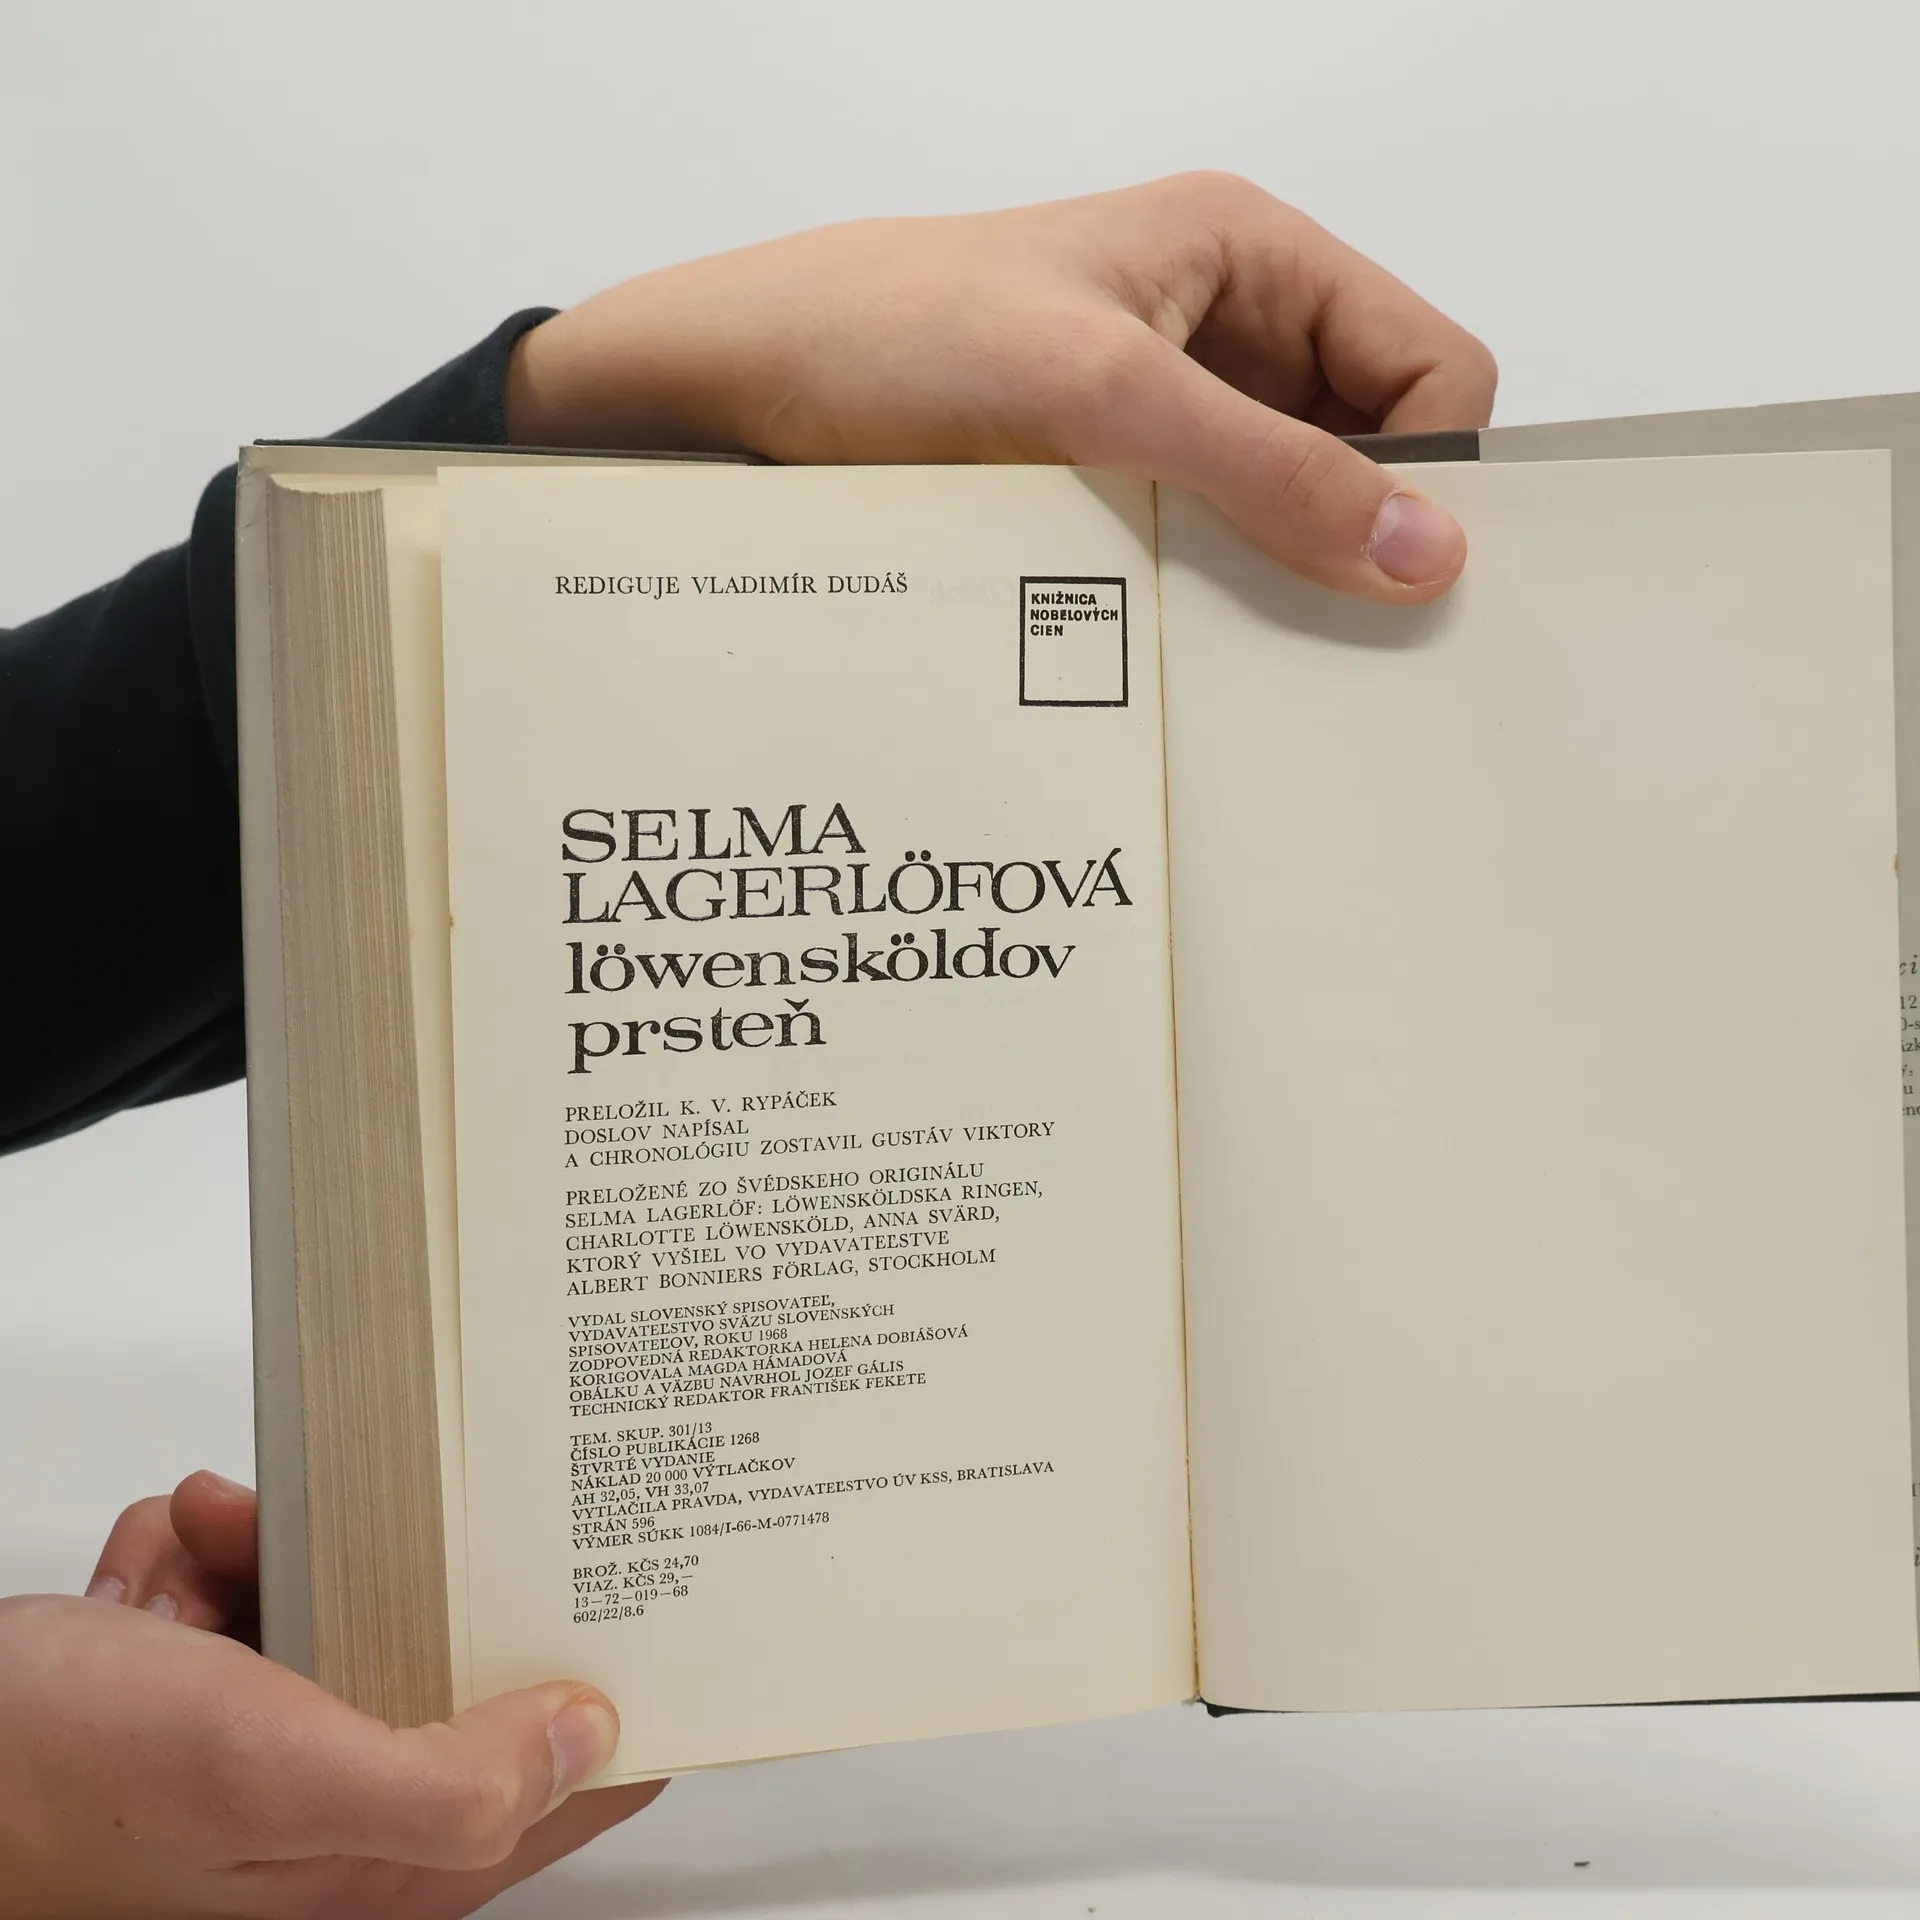 REDIGUJE VLADIMÍR DUDÁŠ
KNIŽNICA
NOBELOVÝCH
CIEN
SELMA
LAGERLÖFOVÁ
löwensköldov
prsteň
PRELOŽIL K. V. RYPÁČEK
DOSLOV NAPÍSAL
A CHRONOLÓGIU ZOSTAVIL GUSTÁV VIKTORY
PRELOŽENÉ ZO ŠVÉDSKEHO ORIGINÁLU
SELMA LAGERLÖF: LÖWENSKÖLDSKA RINGEN,
CHARLOTTE LÖWENSKÖLD, ANNA SVÄRD,
KTORÝ VYŠIEL VO VYDAVATEĽSTVE
ALBERT BONNIERS FÖRLAG, STOCKHOLM
VYDAL SLOVENSKÝ SPISOVATEĽ,
VYDAVATEĽSTVO SVÄZU SLOVENSKÝCH
SPISOVATEĽOV, ROKU 1968
ZODPOVEDNÁ REDAKTORKA HELENA DOBIÁŠOVÁ
KORIGOVALA MAGDA HÁMADOVÁ
OBÁLKU A VÄZBU NAVRHOL JOZEF GÁLIS
TECHNICKÝ REDAKTOR FRANTIŠEK FEKETE
TEM. SKUP. 301/13
ČÍSLO PUBLIKÁCIE 1268
ŠTVRTÉ VYDANIE
NÁKLAD 20 000 VÝTLAČKOV
AH 32,05, VH 33,07
VYTLAČILA PRAVDA, VYDAVATEĽSTVO ÚV KSS, BRATISLAVA
STRÁN 596
VÝMER SÚKK 1084/I-66-M-0771478
BROŽ. KČS 24,70
VIAZ. KČS 29,—
13—72—019—68
602/22/8.6